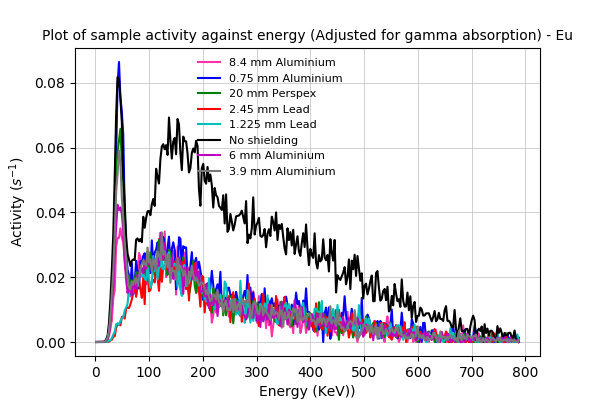 Plot of sample activity against energy (Adjusted for gamma absorption) - Eu
8.4 mm Aluminium
0.75 mm Aluminium
20 mm Perspex
2.45 mm Lead
1.225 mm Lead
No shielding
6 mm Aluminium
3.9 mm Aluminium
Activity (s⁻¹)
0.08
0.06
0.04
0.02
0.00
0 100 200 300 400 500 600 700 800
Energy (KeV))